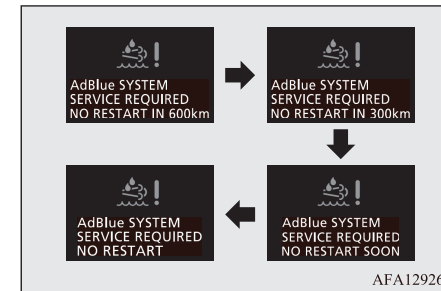 AdBlue SYSTEM
SERVICE REQUIRED
NO RESTART IN 600km
AdBlue SYSTEM
SERVICE REQUIRED
NO RESTART IN 300km
AdBlue SYSTEM
SERVICE REQUIRED
NO RESTART SOON
AdBlue SYSTEM
SERVICE REQUIRED
NO RESTART
AFA12926